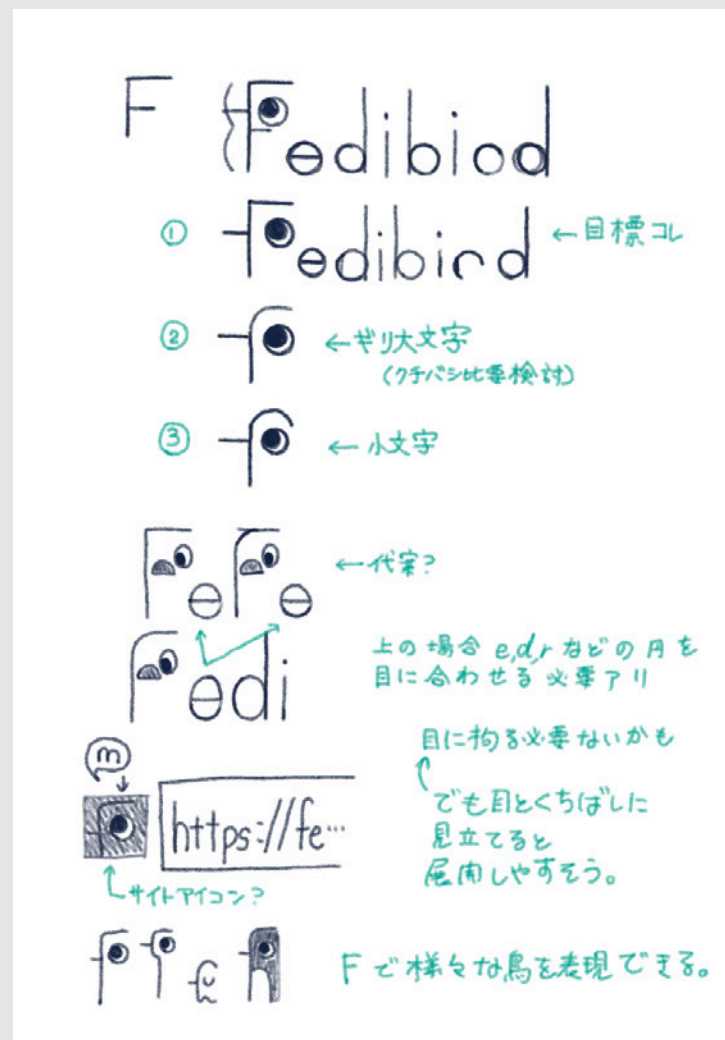 F Fedibird
① Fedibird ←目標コレ
② F ←ギリ大文字
(クチバシ比要検討)
③ f ←小文字
F e F e ←代案?
Fedi
上の場合 e,d,r などの円を
目に合わせる必要アリ
目に拘る必要ないかも
でも目とくちばしに
見立てると
展開しやすそう。
m
https://fe…
サイトアイコン?
Fで様々な鳥を表現できる。